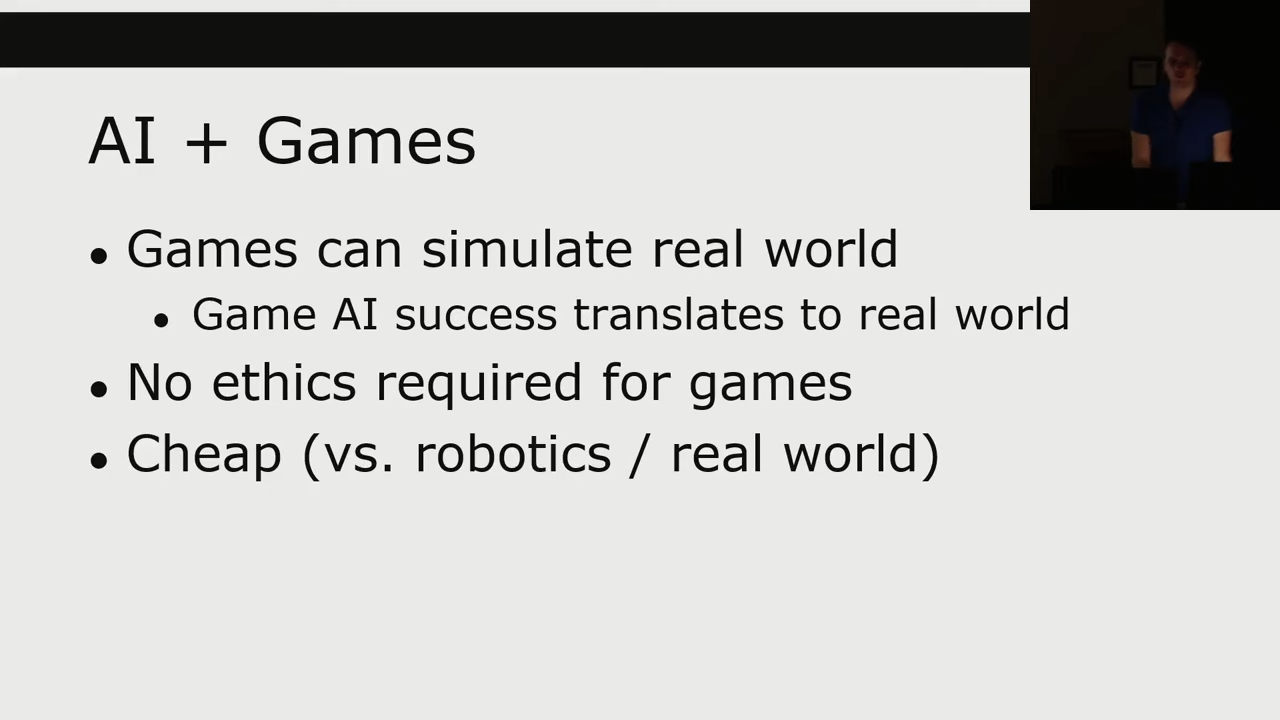 AI + Games
• Games can simulate real world
• Game AI success translates to real world
• No ethics required for games
• Cheap (vs. robotics / real world)